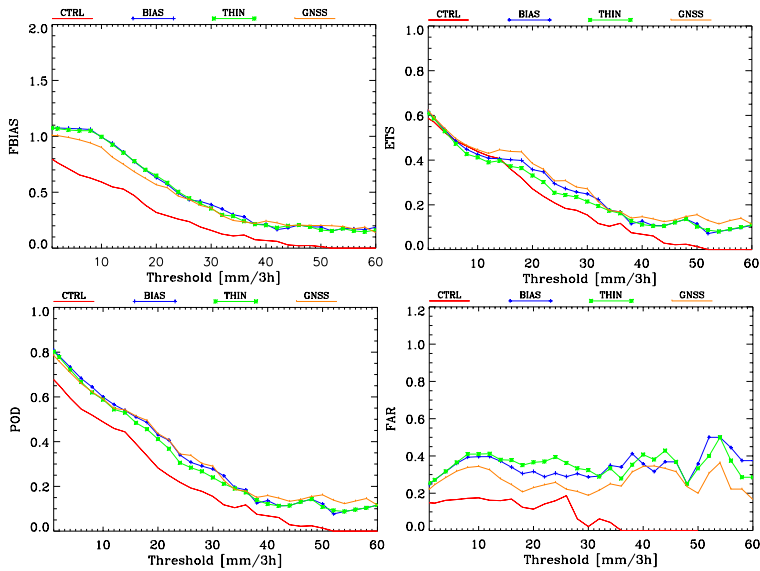 CTRL BIAS THIN GNSS
2.0
1.5
1.0
0.5
0.0
FBIAS
10 20 30 40 50 60
Threshold [mm/3h]
CTRL BIAS THIN GNSS
1.0
0.8
0.6
0.4
0.2
0.0
ETS
10 20 30 40 50 60
Threshold [mm/3h]
CTRL BIAS THIN GNSS
1.0
0.8
0.6
0.4
0.2
0.0
POD
10 20 30 40 50 60
Threshold [mm/3h]
CTRL BIAS THIN GNSS
1.2
1.0
0.8
0.6
0.4
0.2
0.0
FAR
10 20 30 40 50 60
Threshold [mm/3h]